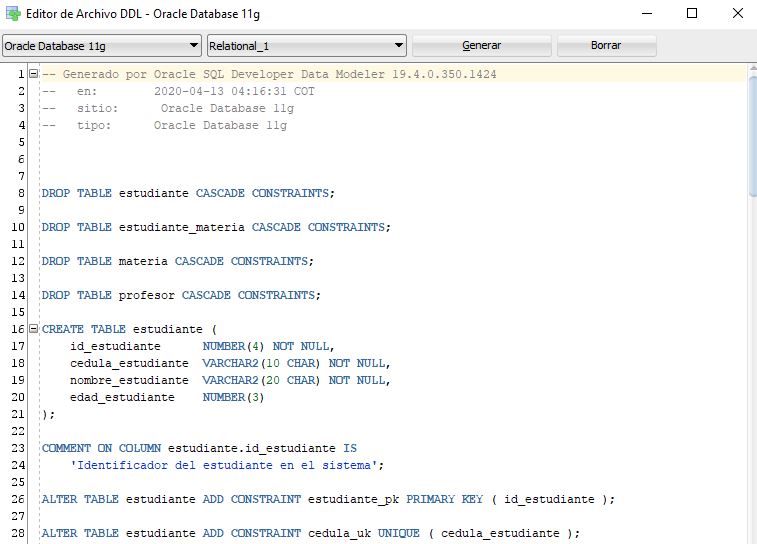 Editor de Archivo DDL - Oracle Database 11g
Oracle Database 11g Relational_1 Generar Borrar
1 -- Generado por Oracle SQL Developer Data Modeler 19.4.0.350.1424
2 --   en:        2020-04-13 04:16:31 COT
3 --   sitio:      Oracle Database 11g
4 --   tipo:      Oracle Database 11g
5
6
7
8 DROP TABLE estudiante CASCADE CONSTRAINTS;
9
10 DROP TABLE estudiante_materia CASCADE CONSTRAINTS;
11
12 DROP TABLE materia CASCADE CONSTRAINTS;
13
14 DROP TABLE profesor CASCADE CONSTRAINTS;
15
16 CREATE TABLE estudiante (
17     id_estudiante      NUMBER(4) NOT NULL,
18     cedula_estudiante  VARCHAR2(10 CHAR) NOT NULL,
19     nombre_estudiante  VARCHAR2(20 CHAR) NOT NULL,
20     edad_estudiante    NUMBER(3)
21 );
22
23 COMMENT ON COLUMN estudiante.id_estudiante IS
24     'Identificador del estudiante en el sistema';
25
26 ALTER TABLE estudiante ADD CONSTRAINT estudiante_pk PRIMARY KEY ( id_estudiante );
27
28 ALTER TABLE estudiante ADD CONSTRAINT cedula_uk UNIQUE ( cedula_estudiante );